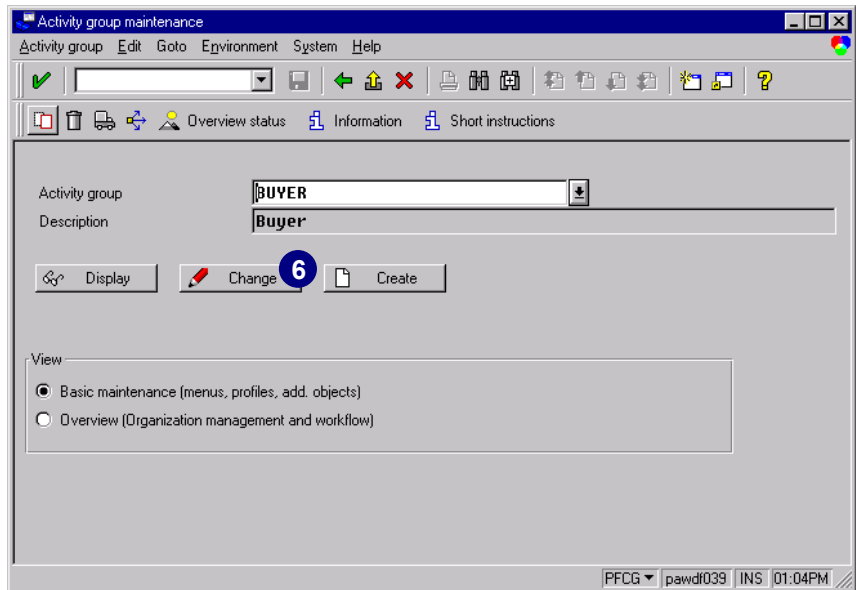 Activity group maintenance
Activity group Edit Goto Environment System Help
Overview status Information Short instructions
Activity group BUYER
Description Buyer
Display Change 6 Create
View
Basic maintenance (menus, profiles, add. objects)
Overview (Organization management and workflow)
PFCG pawdf039 INS 01:04PM